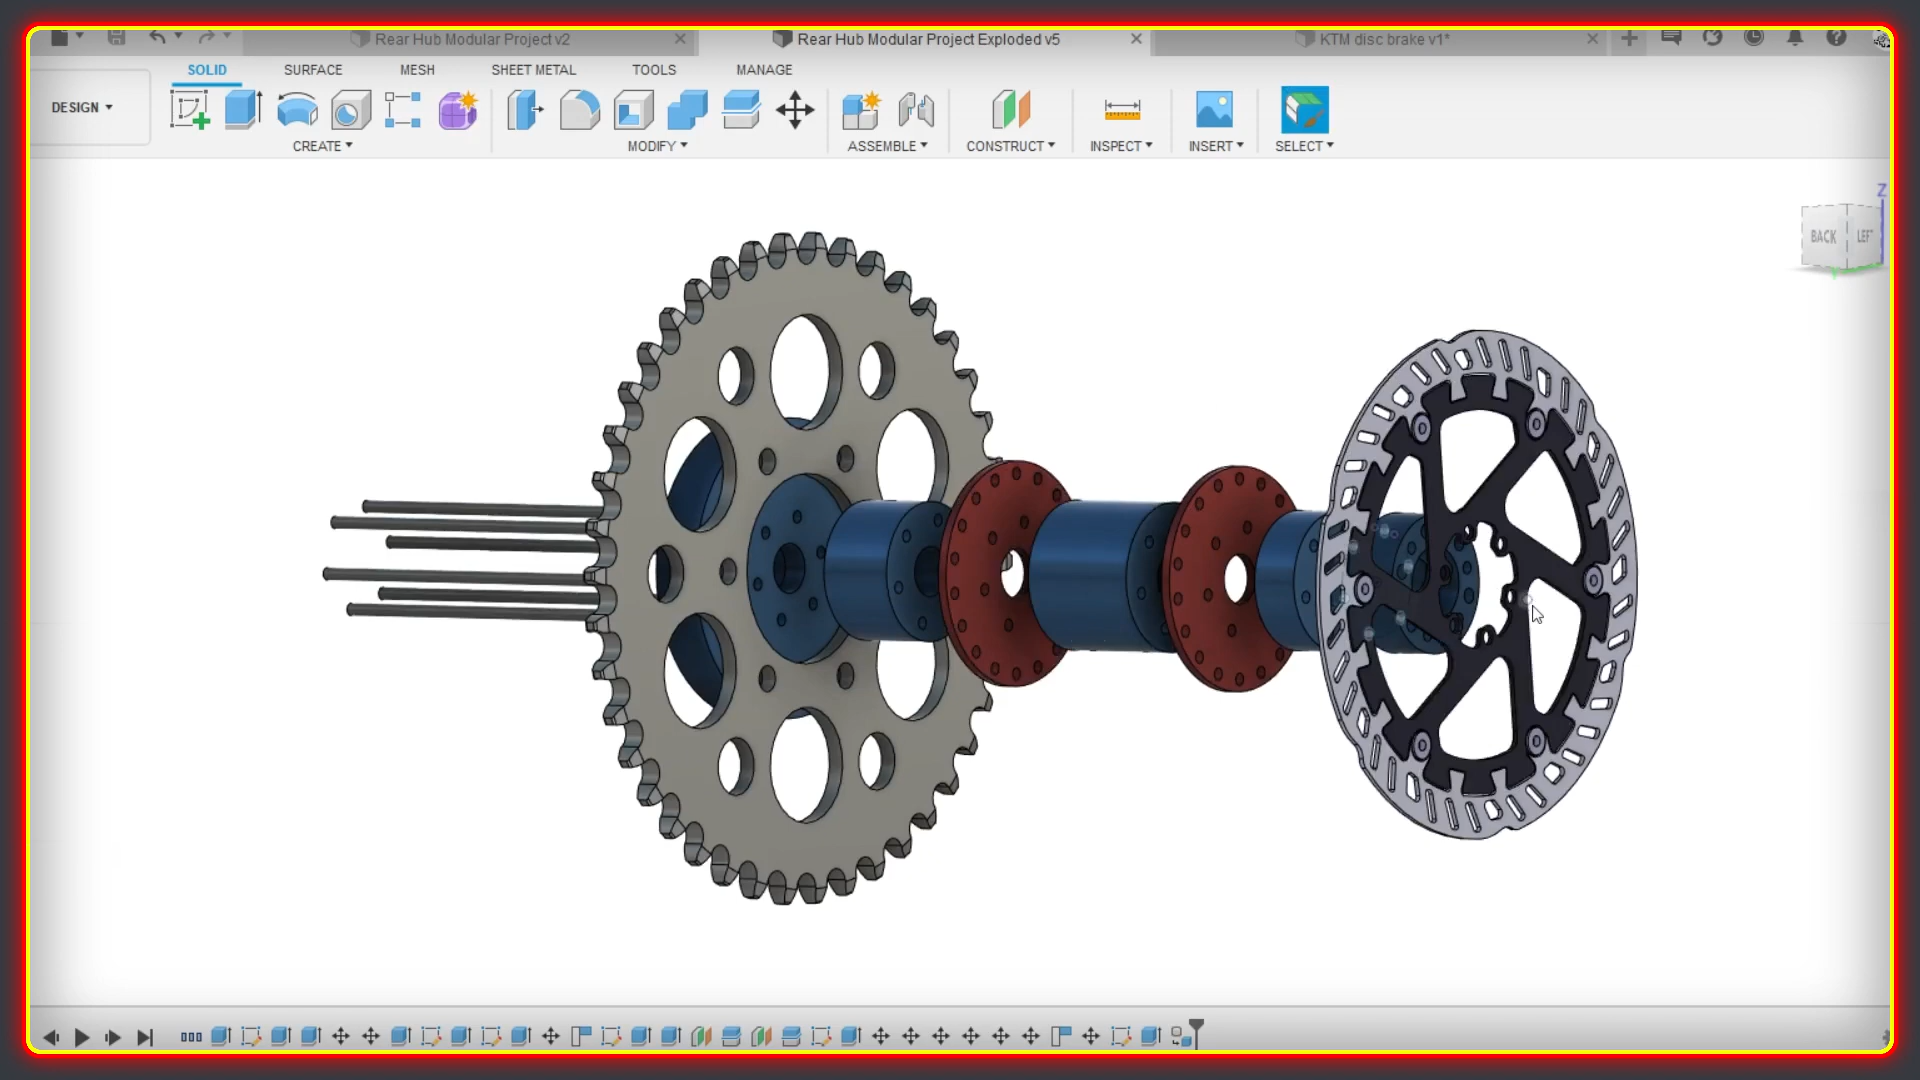 Rear Hub Modular Project v2
Rear Hub Modular Project Exploded v5
KTM disc brake v1*
SOLID SURFACE MESH SHEET METAL TOOLS MANAGE
DESIGN
CREATE MODIFY ASSEMBLE CONSTRUCT INSPECT INSERT SELECT
Z
BACK LEFT